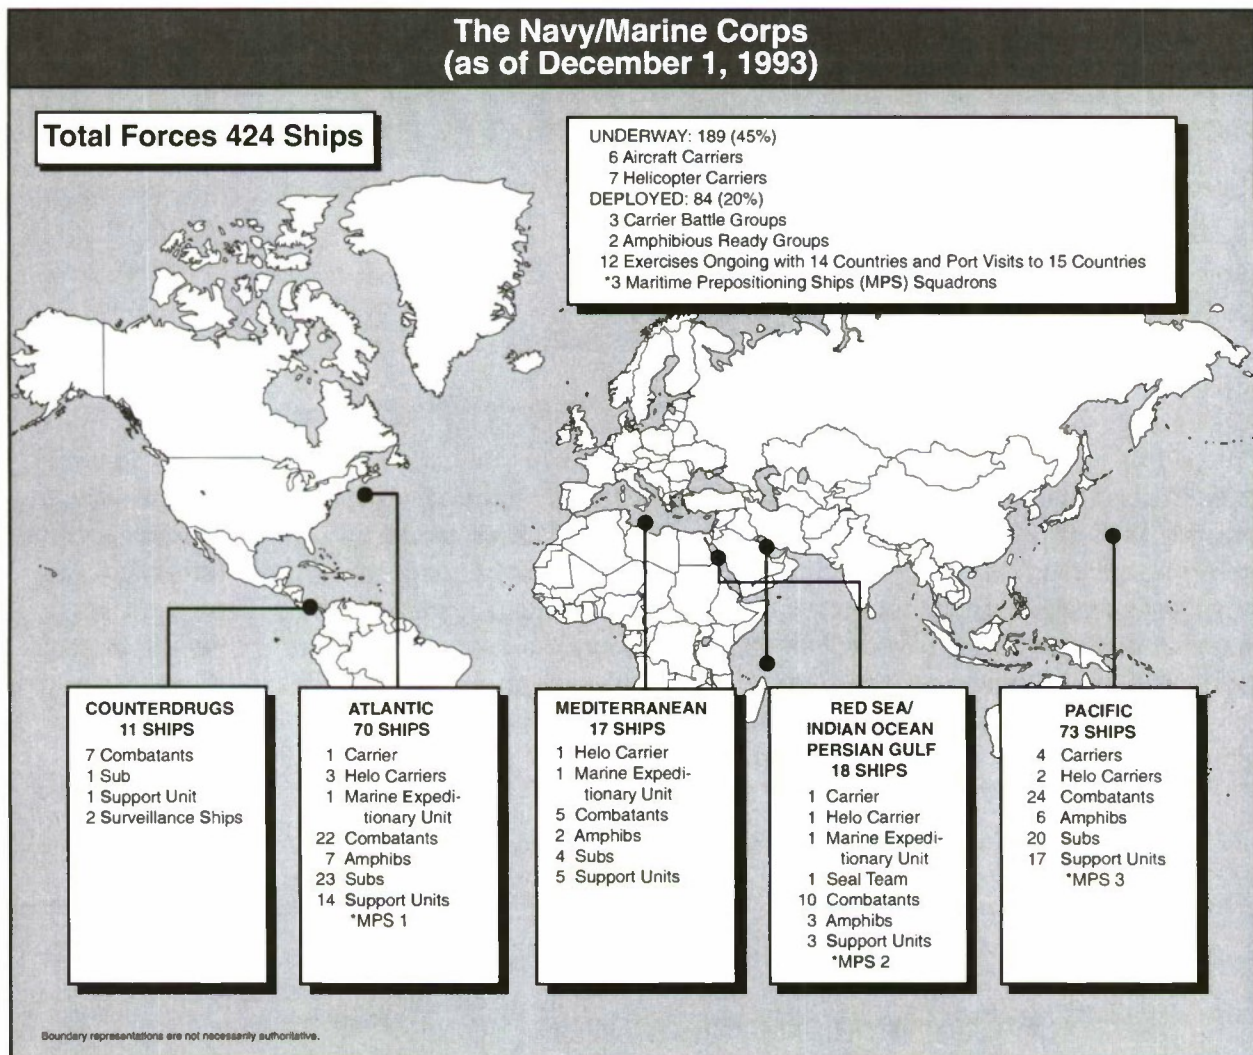 The Navy/Marine Corps
(as of December 1, 1993)
Total Forces 424 Ships
UNDERWAY: 189 (45%)
6 Aircraft Carriers
7 Helicopter Carriers
DEPLOYED: 84 (20%)
3 Carrier Battle Groups
2 Amphibious Ready Groups
12 Exercises Ongoing with 14 Countries and Port Visits to 15 Countries
*3 Maritime Prepositioning Ships (MPS) Squadrons
COUNTERDRUGS
11 SHIPS
7 Combatants
1 Sub
1 Support Unit
2 Surveillance Ships
ATLANTIC
70 SHIPS
1 Carrier
3 Helo Carriers
1 Marine Expedi-
tionary Unit
22 Combatants
7 Amphibs
23 Subs
14 Support Units
*MPS 1
MEDITERRANEAN
17 SHIPS
1 Helo Carrier
1 Marine Expedi-
tionary Unit
5 Combatants
2 Amphibs
4 Subs
5 Support Units
RED SEA/
INDIAN OCEAN
PERSIAN GULF
18 SHIPS
1 Carrier
1 Helo Carrier
1 Marine Expedi-
tionary Unit
1 Seal Team
10 Combatants
3 Amphibs
3 Support Units
*MPS 2
PACIFIC
73 SHIPS
4 Carriers
2 Helo Carriers
24 Combatants
6 Amphibs
20 Subs
17 Support Units
*MPS 3
Boundary representations are not necessarily authoritative.